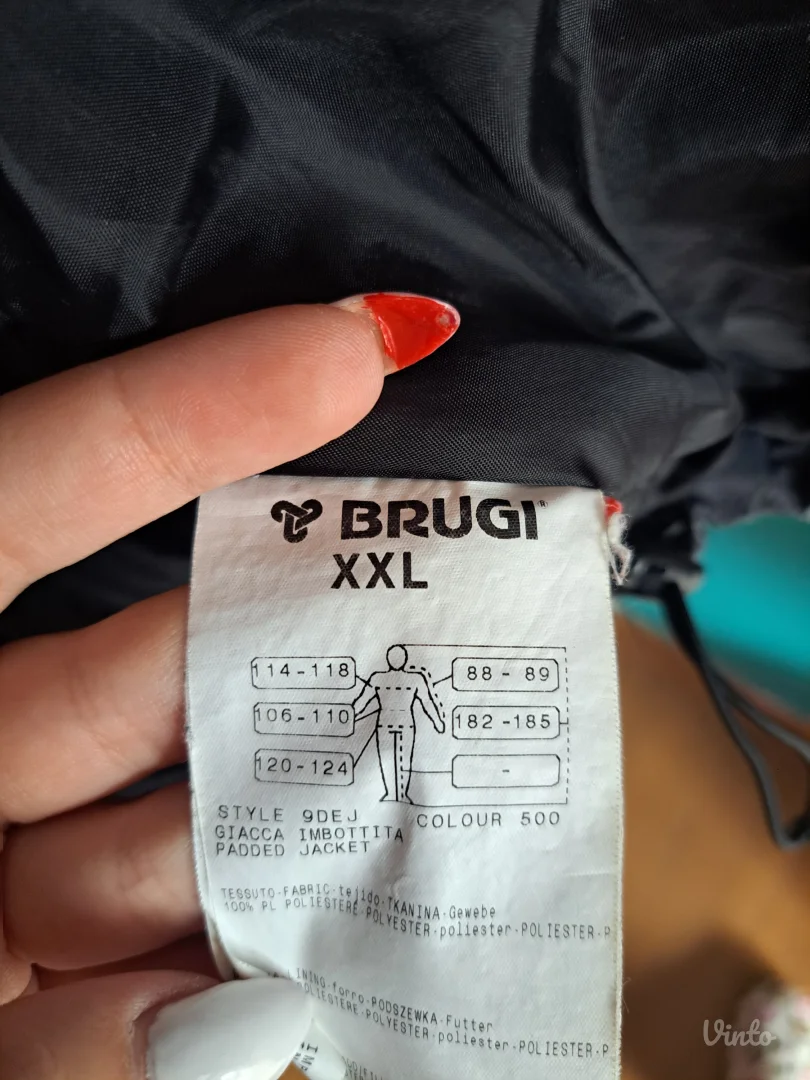 BRUGI
XXL
114-118
88 - 89
106-110
182 -185
120-124
-
STYLE 9DEJ
COLOUR 500
GIACCA IMBOTTITA
PADDED JACKET
TESSUTO·FABRIC·tejido·TKANINA·Gewebe
100% PL POLIESTERE·POLYESTER·poliester·POLIESTER·P
LINING·forro·PODSZEWKA·Futter
POLIESTERE·POLYESTER·poliester·POLIESTER·P
Vinto